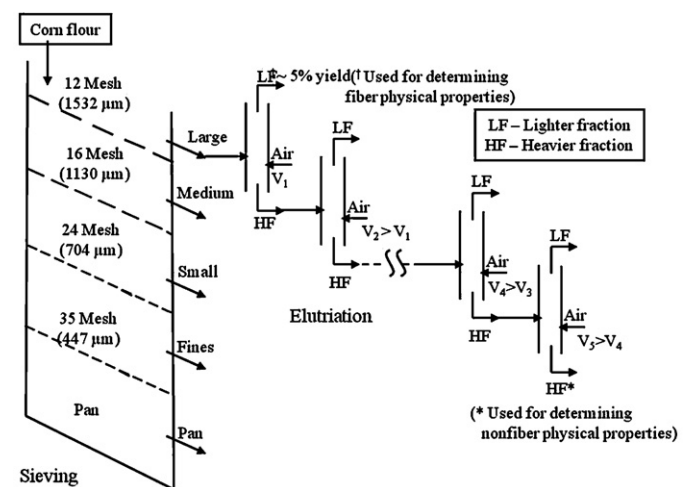 Corn flour
12 Mesh
(1532 µm)
16 Mesh
(1130 µm)
24 Mesh
(704 µm)
35 Mesh
(447 µm)
Pan
Sieving
Large
Medium
Small
Fines
Pan
LF†~ 5% yield(† Used for determining
fiber physical properties)
Air
V1
HF
LF
Air
V2>V1
HF
Elutriation
LF – Lighter fraction
HF – Heavier fraction
LF
Air
V4>V3
HF
LF
Air
V5>V4
HF*
(* Used for determining
nonfiber physical properties)